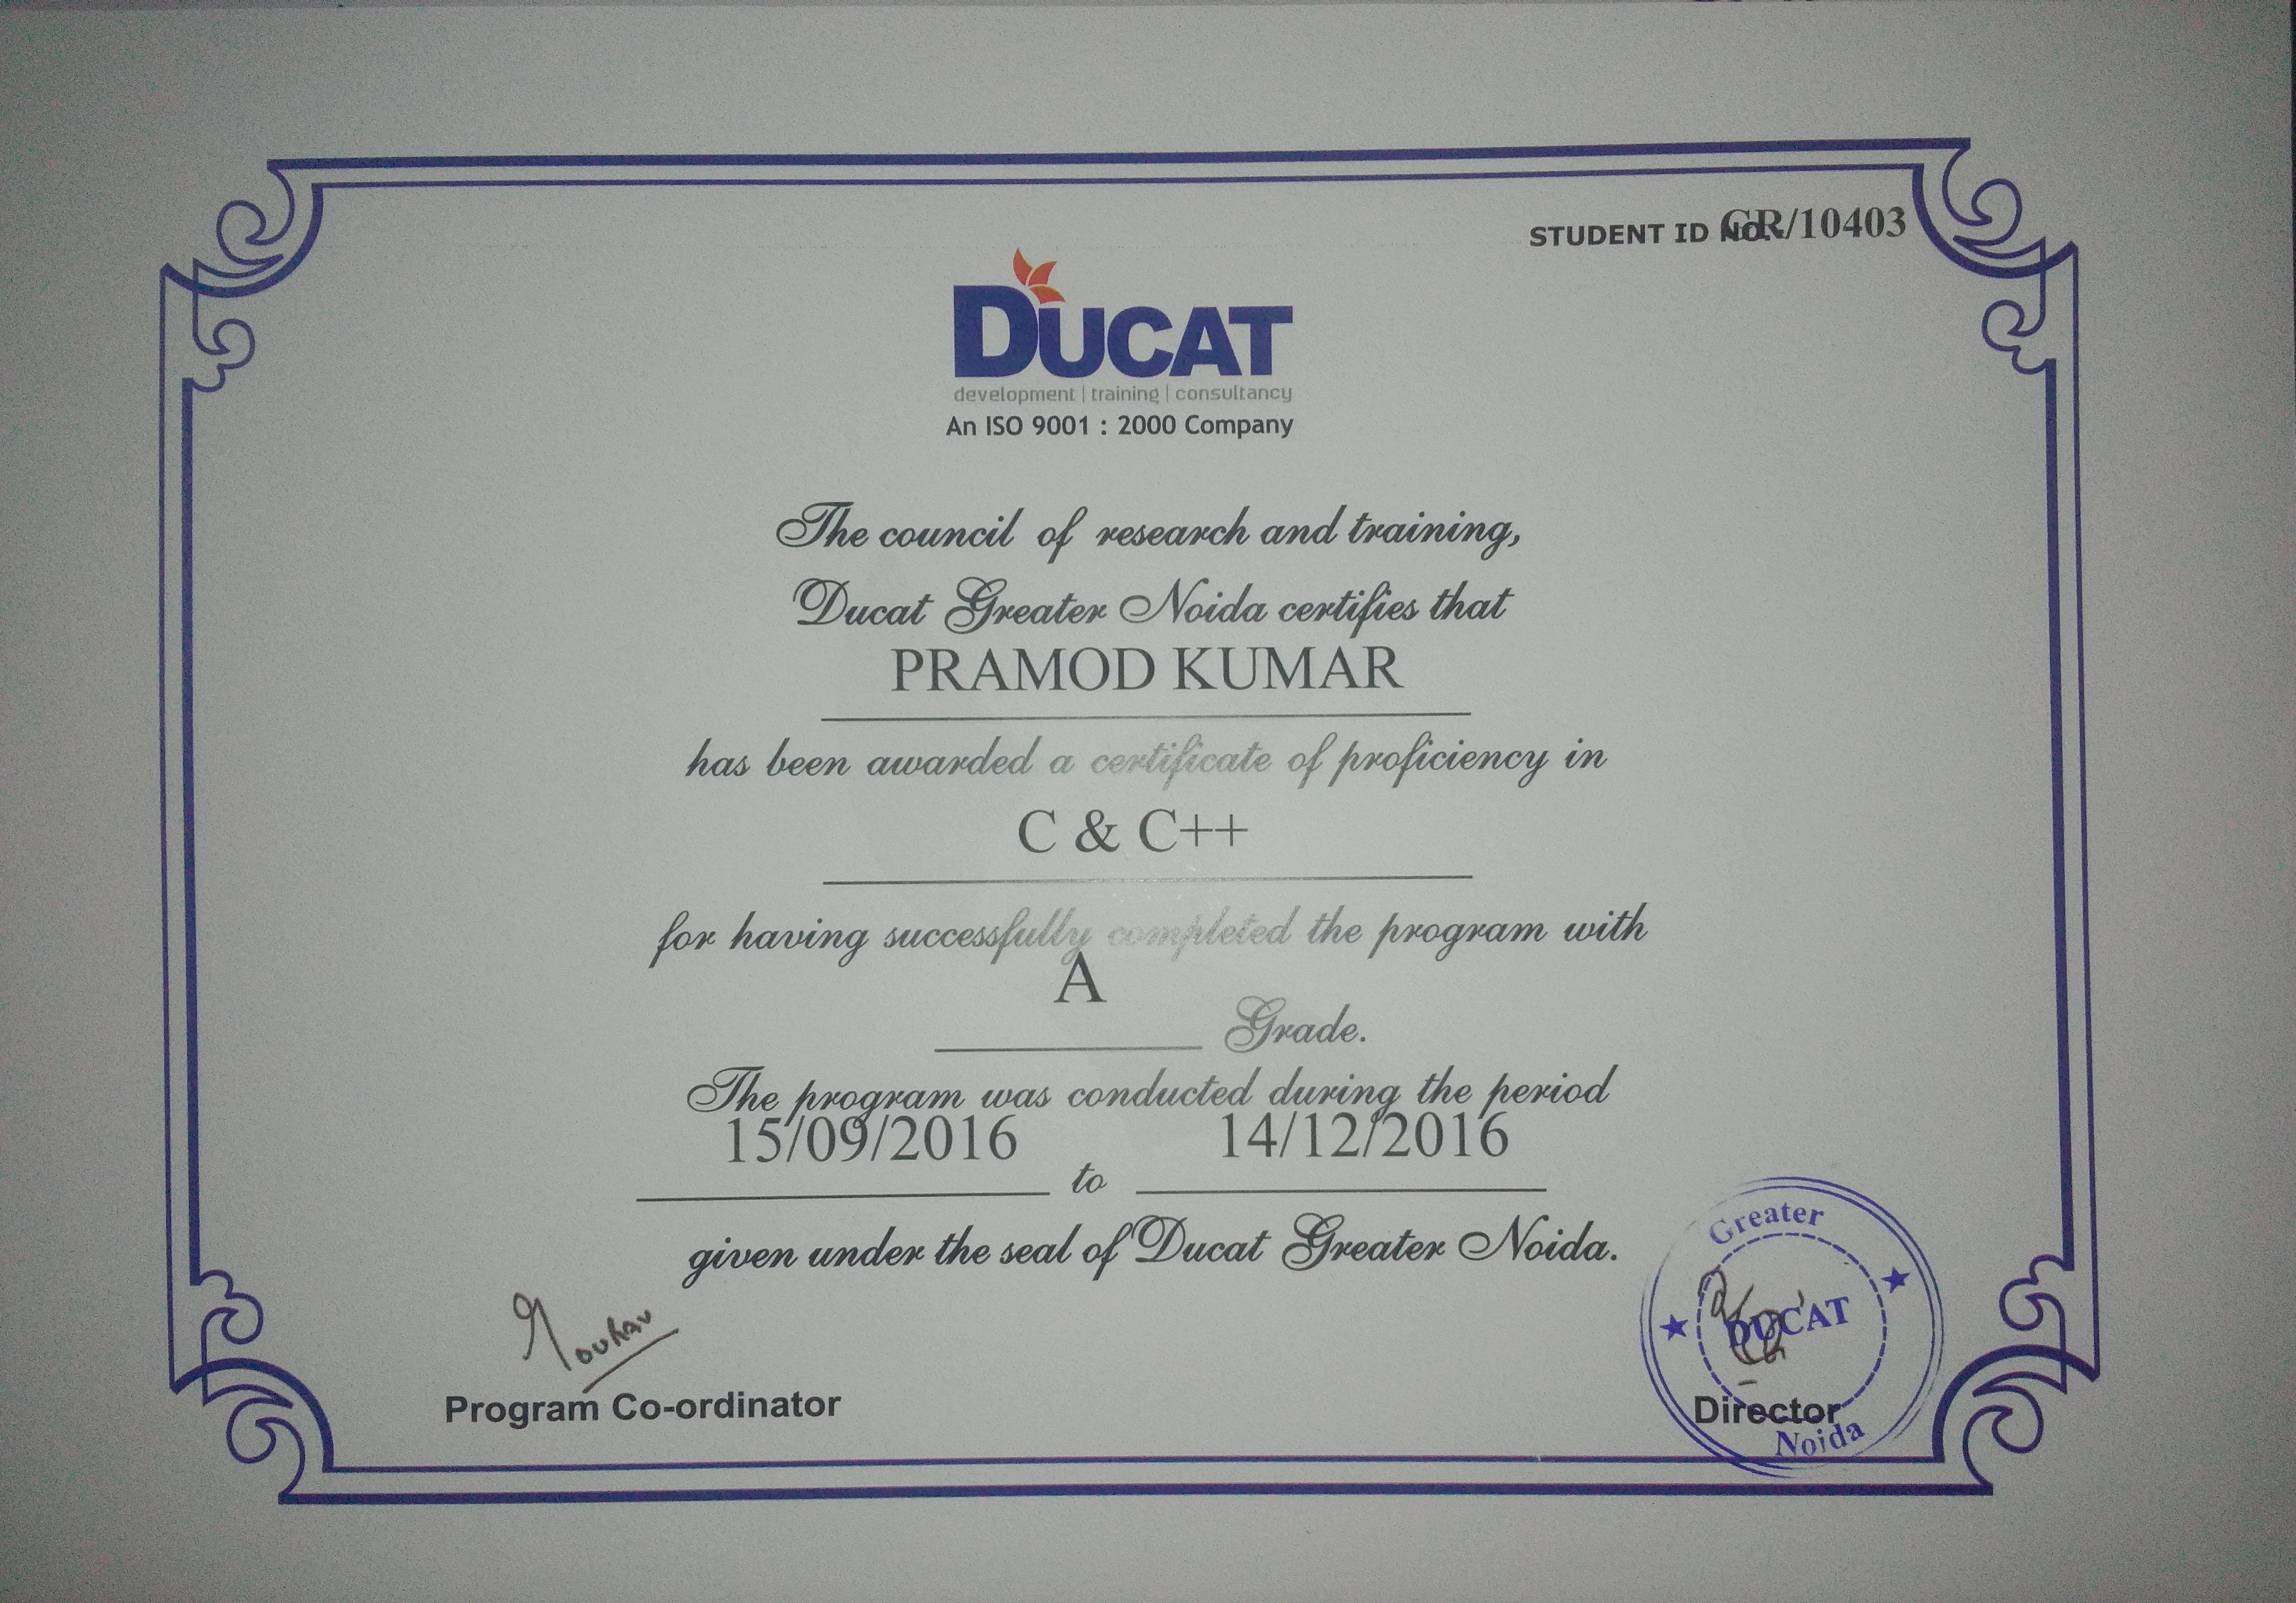 STUDENT ID NO.- GR/10403
DUCAT
development | training | consultancy
An ISO 9001 : 2000 Company
The council of research and training,
Ducat Greater Noida certifies that
PRAMOD KUMAR
has been awarded a certificate of proficiency in
C & C++
for having successfully completed the program with
A
Grade.
The program was conducted during the period
15/09/2016 to 14/12/2016
given under the seal of Ducat Greater Noida.
Program Co-ordinator
Greater
DUCAT
Director
Noida